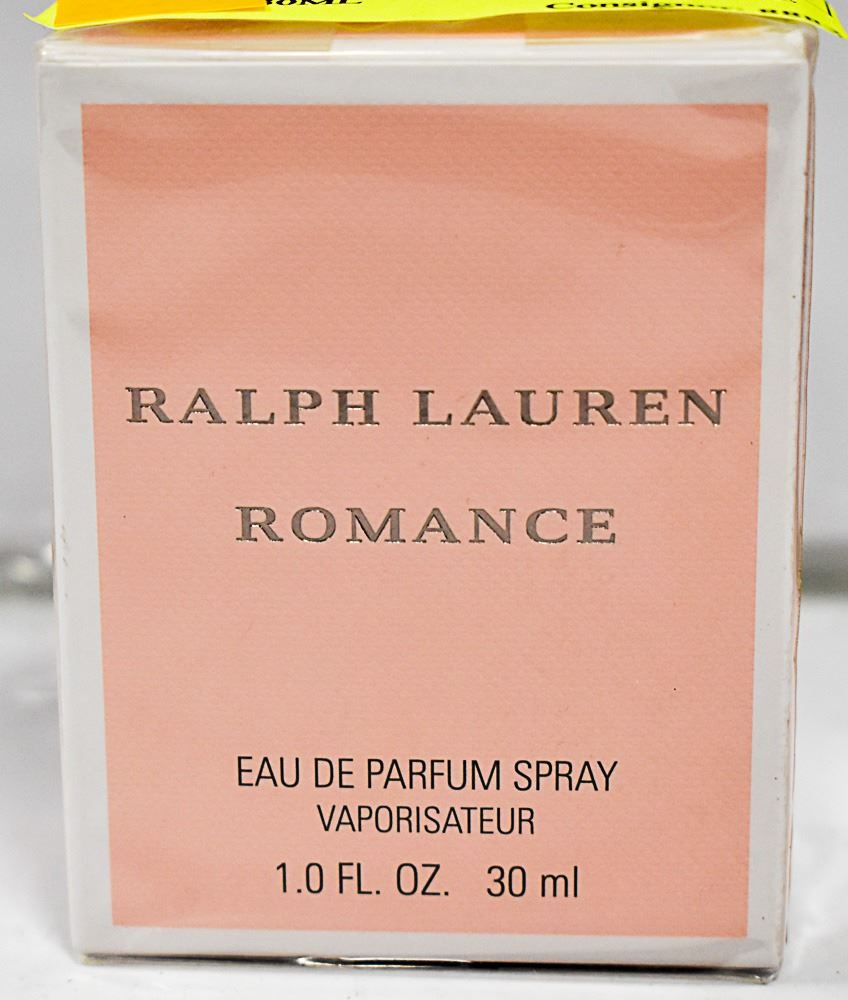 RALPH LAUREN
ROMANCE
EAU DE PARFUM SPRAY
VAPORISATEUR
1.0 FL. OZ. 30 ml